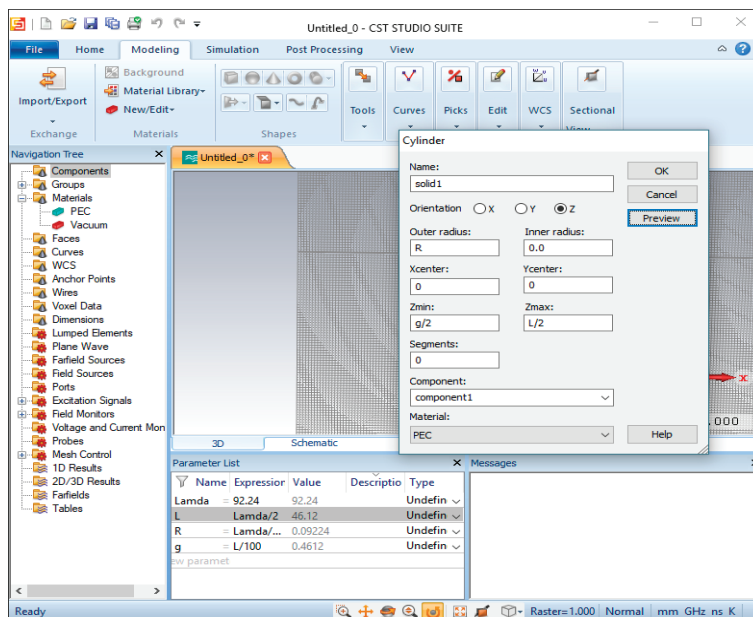 Untitled_0 - CST STUDIO SUITE
File Home Modeling Simulation Post Processing View
Import/Export
Background
Material Library
New/Edit
Tools Curves Picks Edit WCS Sectional
View
Exchange Materials Shapes
Navigation Tree
Untitled_0*
Components
Groups
Materials
PEC
Vacuum
Faces
Curves
WCS
Anchor Points
Wires
Voxel Data
Dimensions
Lumped Elements
Plane Wave
Farfield Sources
Field Sources
Ports
Excitation Signals
Field Monitors
Voltage and Current Mon
Probes
Mesh Control
1D Results
2D/3D Results
Farfields
Tables
Cylinder
Name:
solid1
OK
Cancel
Preview
Orientation X Y Z
Outer radius: Inner radius:
R 0.0
Xcenter: Ycenter:
0 0
Zmin: Zmax:
g/2 L/2
Segments:
0
Component:
component1
Material:
PEC
Help
x
.000
3D Schematic
Parameter List
Name Expression Value Descriptio Type
Lamda = 92.24 92.24 Undefin
L Lamda/2 46.12 Undefin
R = Lamda/... 0.09224 Undefin
g = L/100 0.4612 Undefin
ew paramet
Messages
Ready
Raster=1.000 Normal mm GHz ns K